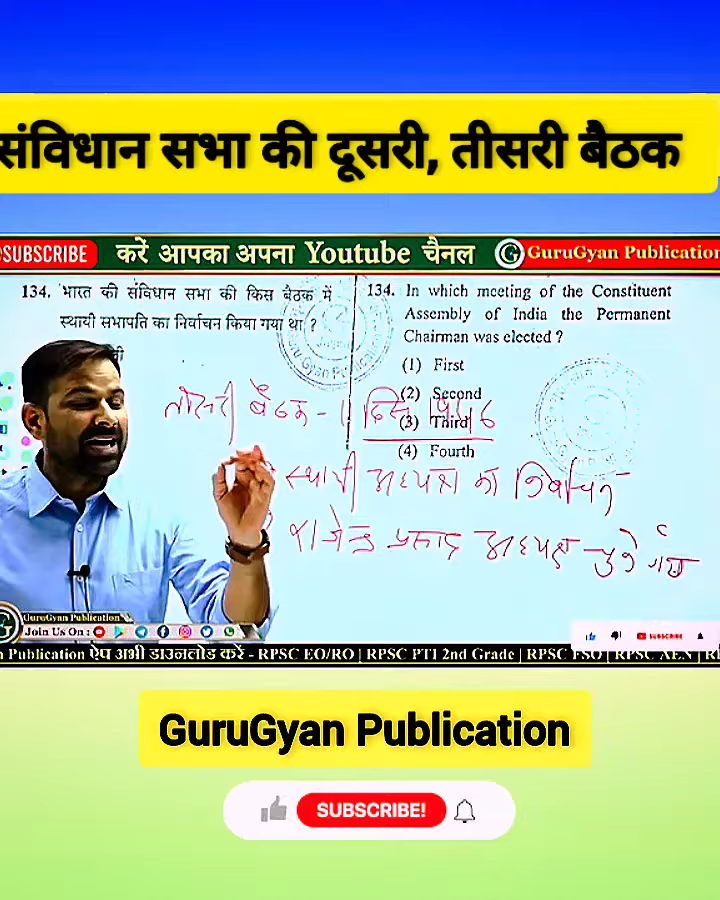 संविधान सभा की दूसरी, तीसरी बैठक
SUBSCRIBE करें आपका अपना Youtube चैनल G GuruGyan Publication
134. भारत की संविधान सभा की किस बैठक में
स्थायी सभापति का निर्वाचन किया गया था ?
134. In which meeting of the Constituent
Assembly of India the Permanent
Chairman was elected ?
(1) First
(2) Second
(3) Third
(4) Fourth
तीसरी बैठक - 11 दिस 1946
स्थायी अध्यक्ष का निर्वाचन
राजेन्द्र प्रसाद अध्यक्ष चुने गए
GuruGyan Publication
Join Us On :
Publication ऐप अभी डाउनलोड करें - RPSC EO/RO | RPSC PTI 2nd Grade | RPSC FSO | RPSC AEN |
SUBSCRIBE
GuruGyan Publication
SUBSCRIBE!